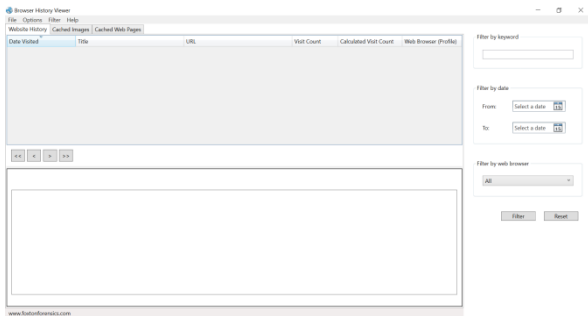 Browser History Viewer
File Options Filter Help
Website History Cached Images Cached Web Pages
Date Visited Title URL Visit Count Calculated Visit Count Web Browser (Profile)
<< < > >>
Filter by keyword
Filter by date
From: Select a date 15
To: Select a date 15
Filter by web browser
All
Filter Reset
www.foxtonforensics.com